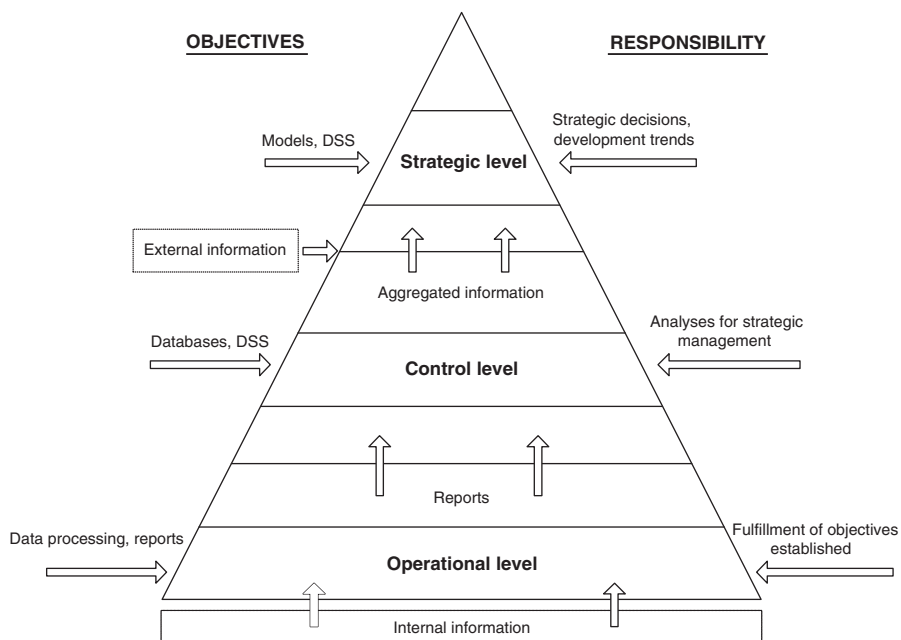 OBJECTIVES
RESPONSIBILITY
Models, DSS
Strategic level
Strategic decisions,
development trends
External information
Aggregated information
Databases, DSS
Control level
Analyses for strategic
management
Reports
Data processing, reports
Operational level
Fulfillment of objectives
established
Internal information